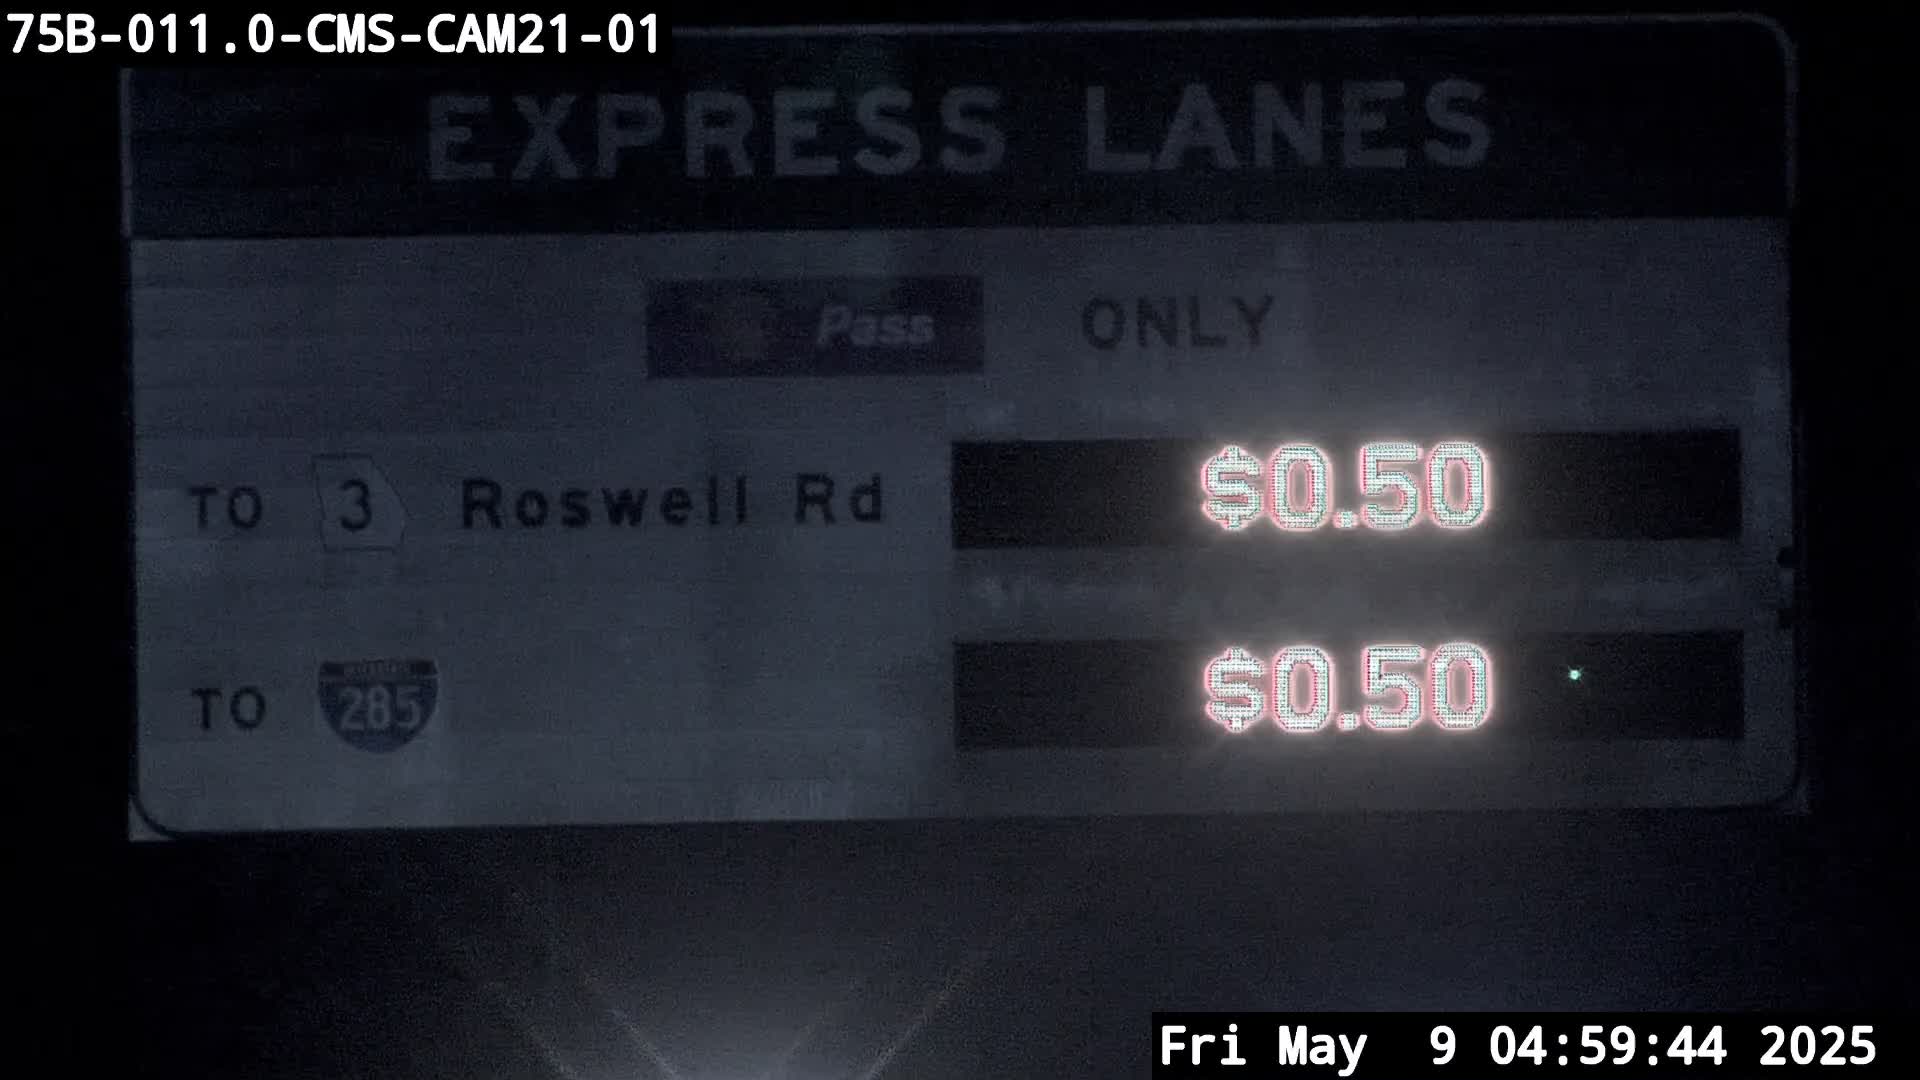 75B-011.0-CMS-CAM21-01
EXPRESS LANES
Pass ONLY
TO 3 Roswell Rd $0.50
TO 285 $0.50
Fri May 9 04:59:44 2025